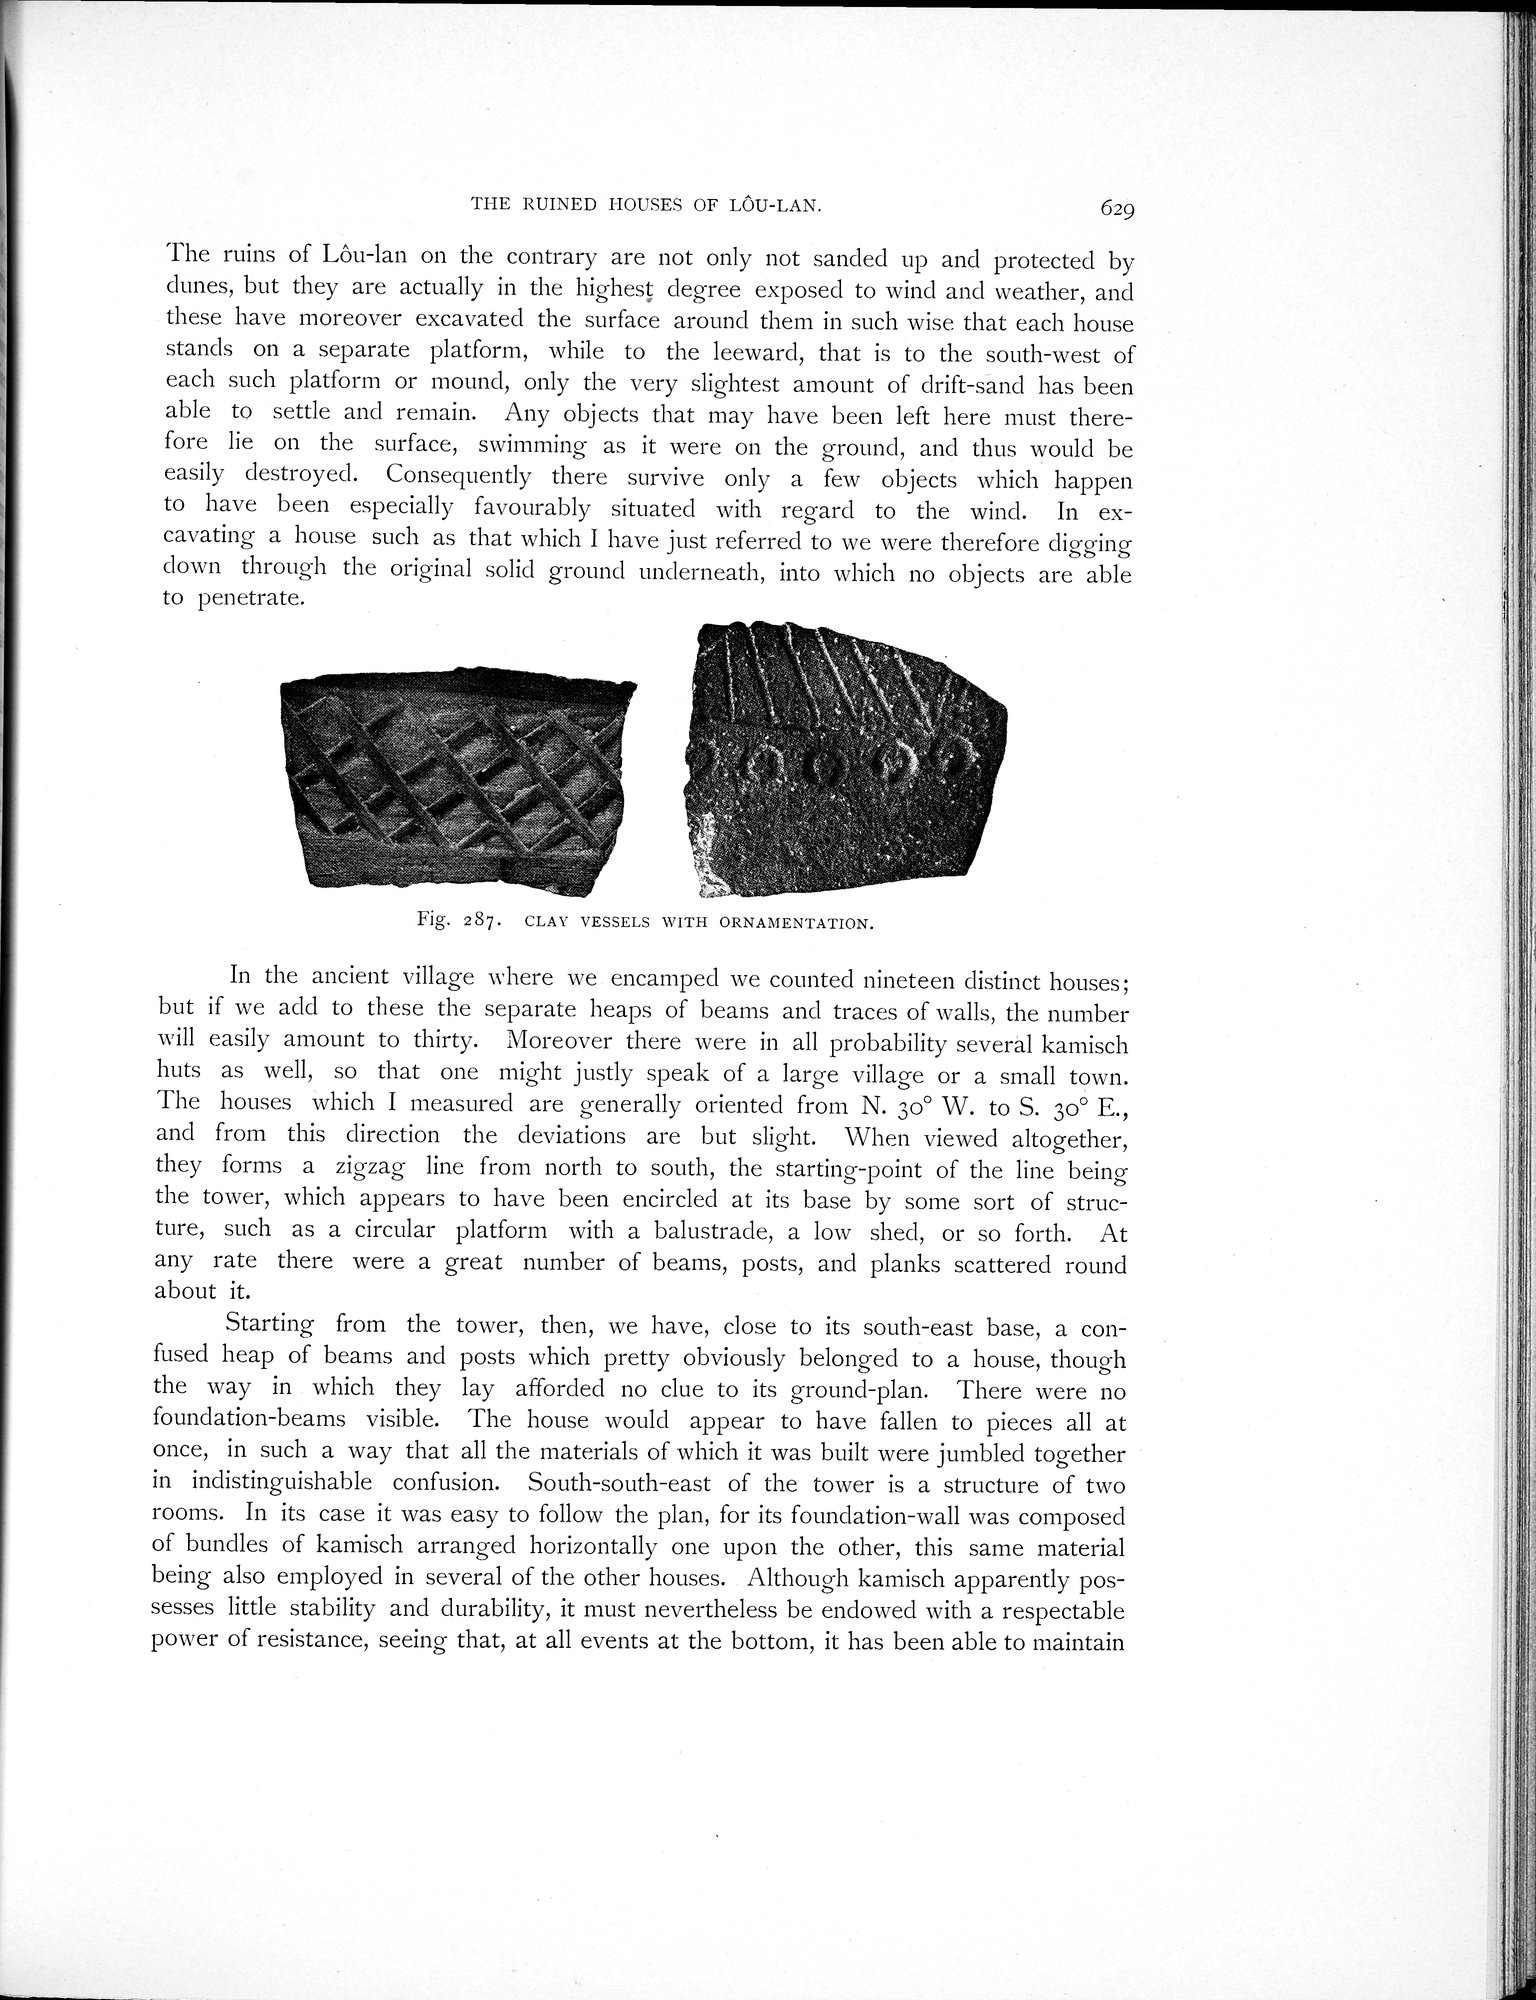 THE RUINED HOUSES OF LÔU-LAN. 629
The ruins of Lôu-lan on the contrary are not only not sanded up and protected by
dunes, but they are actually in the highest degree exposed to wind and weather, and
these have moreover excavated the surface around them in such wise that each house
stands on a separate platform, while to the leeward, that is to the south-west of
each such platform or mound, only the very slightest amount of drift-sand has been
able to settle and remain. Any objects that may have been left here must there-
fore lie on the surface, swimming as it were on the ground, and thus would be
easily destroyed. Consequently there survive only a few objects which happen
to have been especially favourably situated with regard to the wind. In ex-
cavating a house such as that which I have just referred to we were therefore digging
down through the original solid ground underneath, into which no objects are able
to penetrate.
Fig. 287. CLAY VESSELS WITH ORNAMENTATION.
In the ancient village where we encamped we counted nineteen distinct houses;
but if we add to these the separate heaps of beams and traces of walls, the number
will easily amount to thirty. Moreover there were in all probability several kamisch
huts as well, so that one might justly speak of a large village or a small town.
The houses which I measured are generally oriented from N. 30° W. to S. 30° E.,
and from this direction the deviations are but slight. When viewed altogether,
they forms a zigzag line from north to south, the starting-point of the line being
the tower, which appears to have been encircled at its base by some sort of struc-
ture, such as a circular platform with a balustrade, a low shed, or so forth. At
any rate there were a great number of beams, posts, and planks scattered round
about it.
Starting from the tower, then, we have, close to its south-east base, a con-
fused heap of beams and posts which pretty obviously belonged to a house, though
the way in which they lay afforded no clue to its ground-plan. There were no
foundation-beams visible. The house would appear to have fallen to pieces all at
once, in such a way that all the materials of which it was built were jumbled together
in indistinguishable confusion. South-south-east of the tower is a structure of two
rooms. In its case it was easy to follow the plan, for its foundation-wall was composed
of bundles of kamisch arranged horizontally one upon the other, this same material
being also employed in several of the other houses. Although kamisch apparently pos-
sesses little stability and durability, it must nevertheless be endowed with a respectable
power of resistance, seeing that, at all events at the bottom, it has been able to maintain